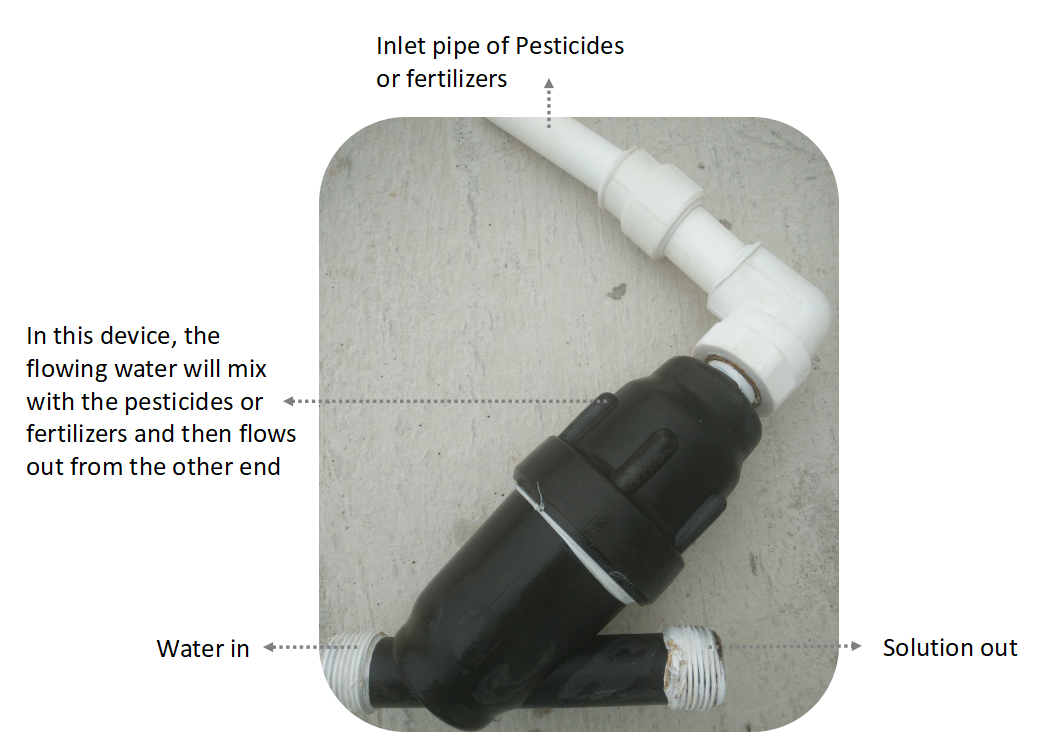 Inlet pipe of Pesticides
or fertilizers
In this device, the
flowing water will mix
with the pesticides or
fertilizers and then flows
out from the other end
Water in
Solution out